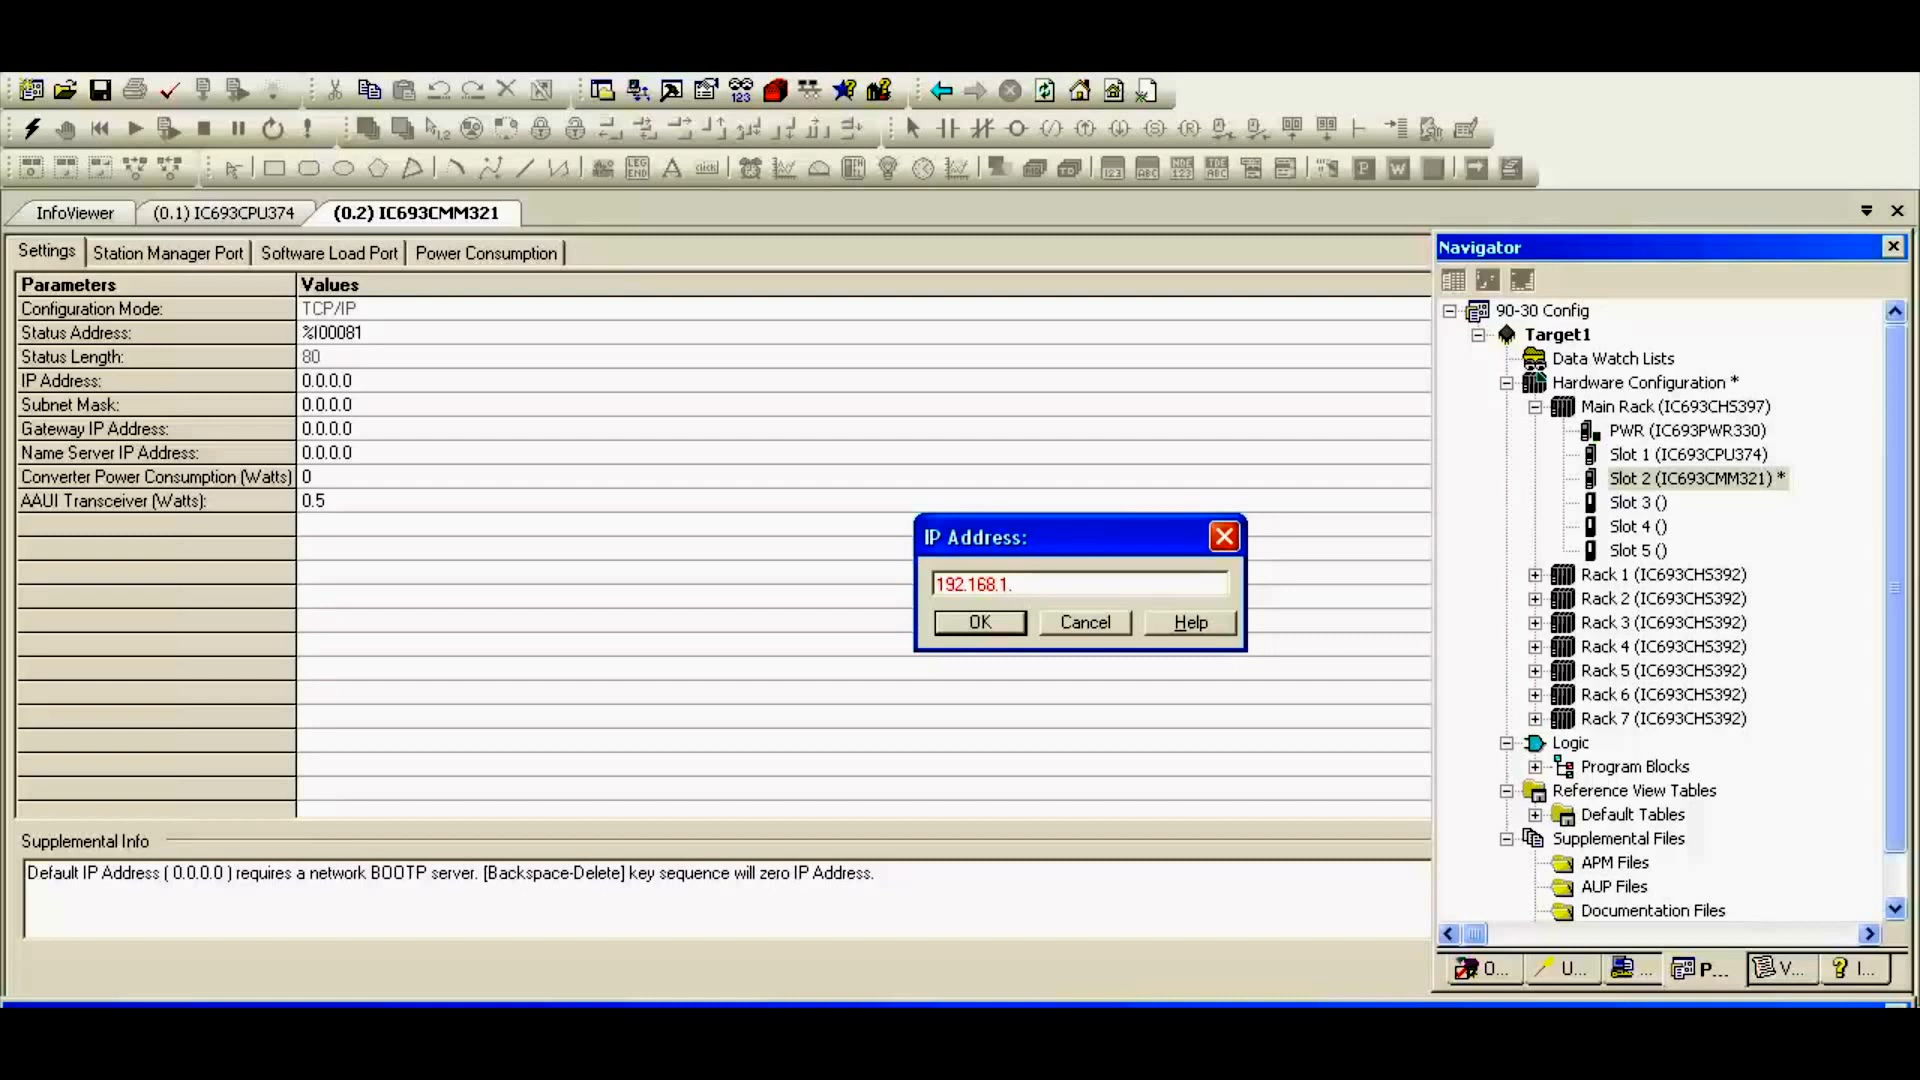 InfoViewer
(0.1) IC693CPU374
(0.2) IC693CMM321
Settings
Station Manager Port
Software Load Port
Power Consumption
Parameters
Values
Configuration Mode:
TCP/IP
Status Address:
%I00081
Status Length:
80
IP Address:
0.0.0.0
Subnet Mask:
0.0.0.0
Gateway IP Address:
0.0.0.0
Name Server IP Address:
0.0.0.0
Converter Power Consumption (Watts)
0
AAUI Transceiver (Watts):
0.5
IP Address:
192.168.1.
OK
Cancel
Help
Supplemental Info
Default IP Address ( 0.0.0.0 ) requires a network BOOTP server. [Backspace-Delete] key sequence will zero IP Address.
Navigator
90-30 Config
Target1
Data Watch Lists
Hardware Configuration *
Main Rack (IC693CHS397)
PWR (IC693PWR330)
Slot 1 (IC693CPU374)
Slot 2 (IC693CMM321) *
Slot 3 ()
Slot 4 ()
Slot 5 ()
Rack 1 (IC693CHS392)
Rack 2 (IC693CHS392)
Rack 3 (IC693CHS392)
Rack 4 (IC693CHS392)
Rack 5 (IC693CHS392)
Rack 6 (IC693CHS392)
Rack 7 (IC693CHS392)
Logic
Program Blocks
Reference View Tables
Default Tables
Supplemental Files
APM Files
AUP Files
Documentation Files
O...
U...
...
P...
V...
I...